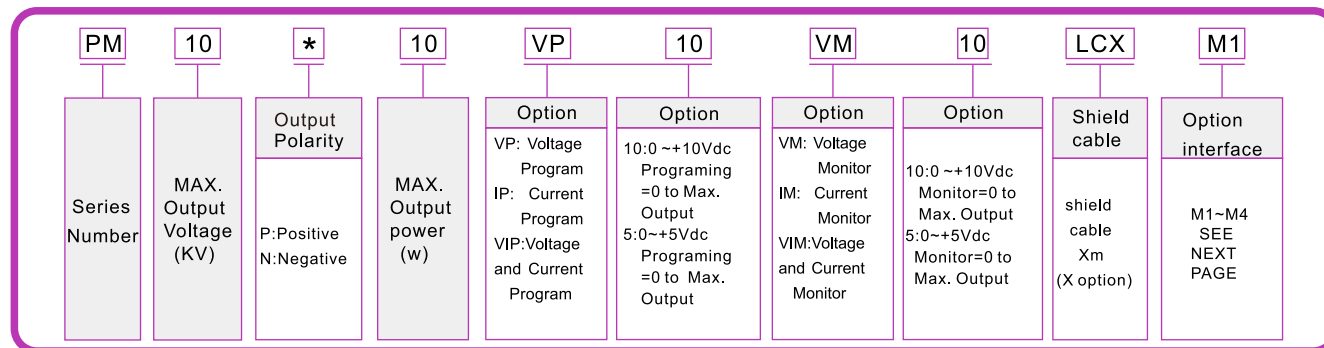 PM 10 * 10 VP 10 VM 10 LCX M1
Series
Number
MAX.
Output
Voltage
(KV)
Output
Polarity
P:Positive
N:Negative
MAX.
Output
power
(w)
Option
VP: Voltage
Program
IP: Current
Program
VIP:Voltage
and Current
Program
Option
10:0 ~+10Vdc
Programing
=0 to Max.
Output
5:0~+5Vdc
Programing
=0 to Max.
Output
Option
VM: Voltage
Monitor
IM: Current
Monitor
VIM:Voltage
and Current
Monitor
Option
10:0 ~+10Vdc
Monitor=0 to
Max. Output
5:0~+5Vdc
Monitor=0 to
Max. Output
Shield
cable
shield
cable
Xm
(X option)
Option
interface
M1~M4
SEE
NEXT
PAGE